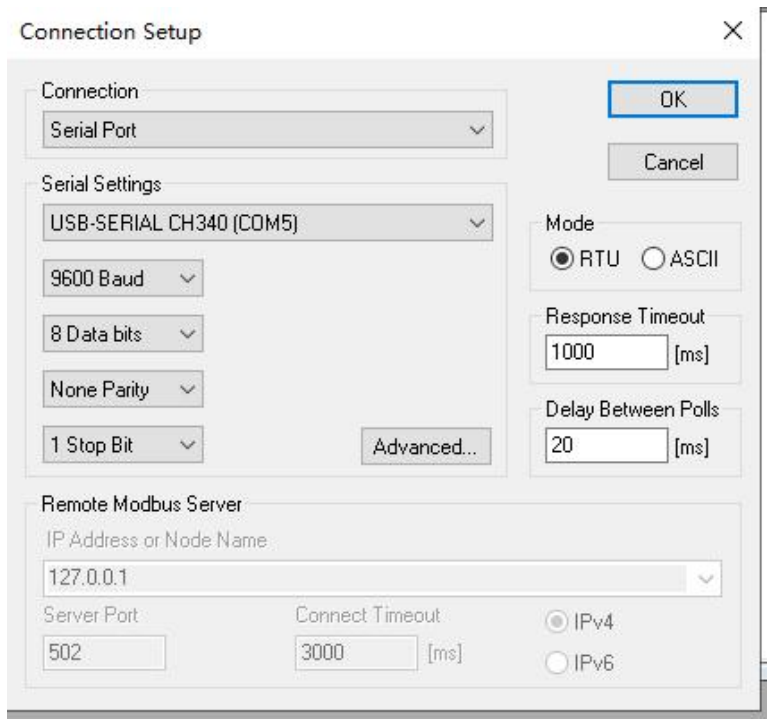 Connection Setup
Connection
Serial Port
OK
Cancel
Serial Settings
USB-SERIAL CH340 (COM5)
9600 Baud
8 Data bits
None Parity
1 Stop Bit
Advanced...
Mode
RTU ASCII
Response Timeout
1000 [ms]
Delay Between Polls
20 [ms]
Remote Modbus Server
IP Address or Node Name
127.0.0.1
Server Port Connect Timeout
502 3000 [ms]
IPv4
IPv6